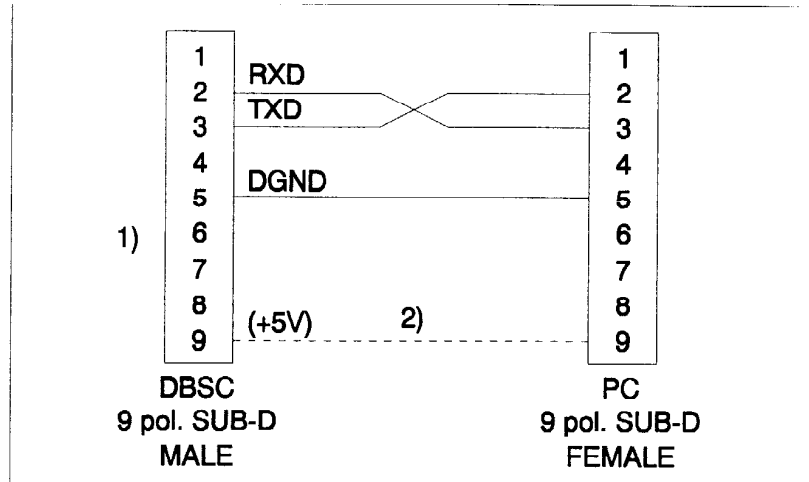 1 1
2 RXD 2
3 TXD 3
4 4
5 DGND 5
1) 6 6
7 7
8 8
9 (+5V) 2) 9
DBSC PC
9 pol. SUB-D 9 pol. SUB-D
MALE FEMALE